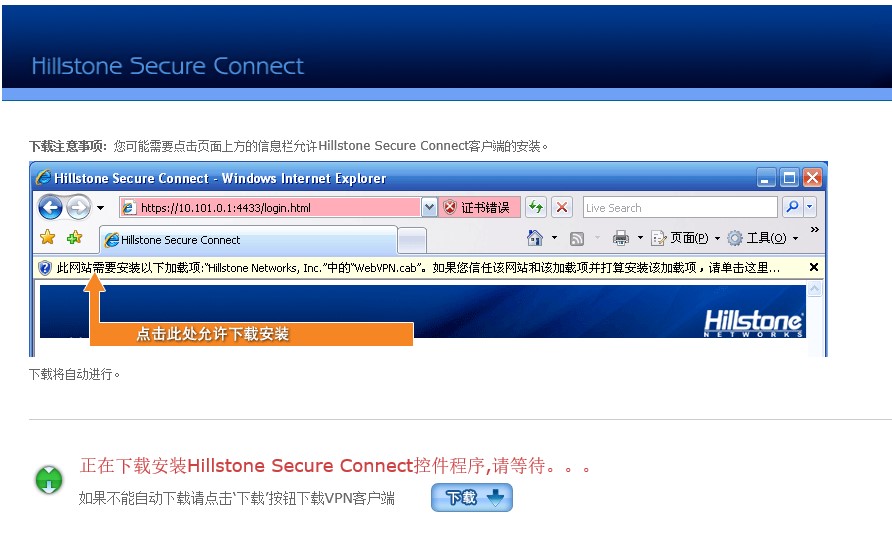 Hillstone Secure Connect
下载注意事项: 您可能需要点击页面上方的信息栏允许Hillstone Secure Connect客户端的安装。
Hillstone Secure Connect - Windows Internet Explorer
https://10.101.0.1:4433/login.html 证书错误 Live Search
Hillstone Secure Connect 页面(P) 工具(O) »
此网站需要安装以下加载项:“Hillstone Networks, Inc.”中的“WebVPN.cab”。如果您信任该网站和该加载项并打算安装该加载项，请单击这里...
Hillstone
NETWORKS
点击此处允许下载安装
下载将自动进行。
正在下载安装Hillstone Secure Connect控件程序,请等待。。。
如果不能自动下载请点击‘下载’按钮下载VPN客户端 下载